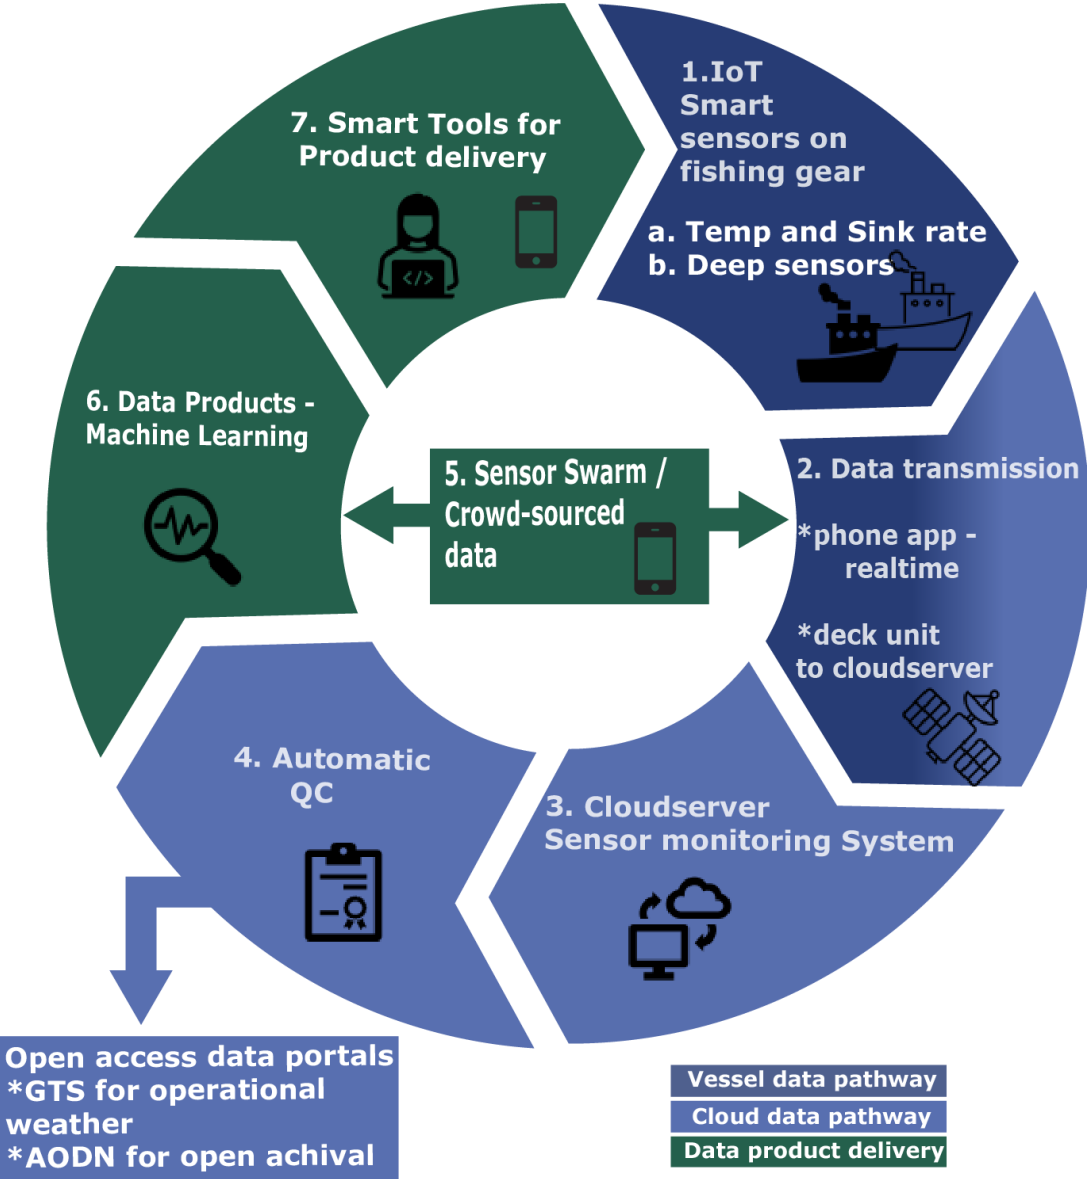 1.IoT
Smart
sensors on
fishing gear
a. Temp and Sink rate
b. Deep sensors
2. Data transmission
*phone app -
realtime
*deck unit
to cloudserver
3. Cloudserver
Sensor monitoring System
4. Automatic
QC
5. Sensor Swarm /
Crowd-sourced
data
6. Data Products -
Machine Learning
7. Smart Tools for
Product delivery
</>
Open access data portals
*GTS for operational
weather
*AODN for open achival
Vessel data pathway
Cloud data pathway
Data product delivery